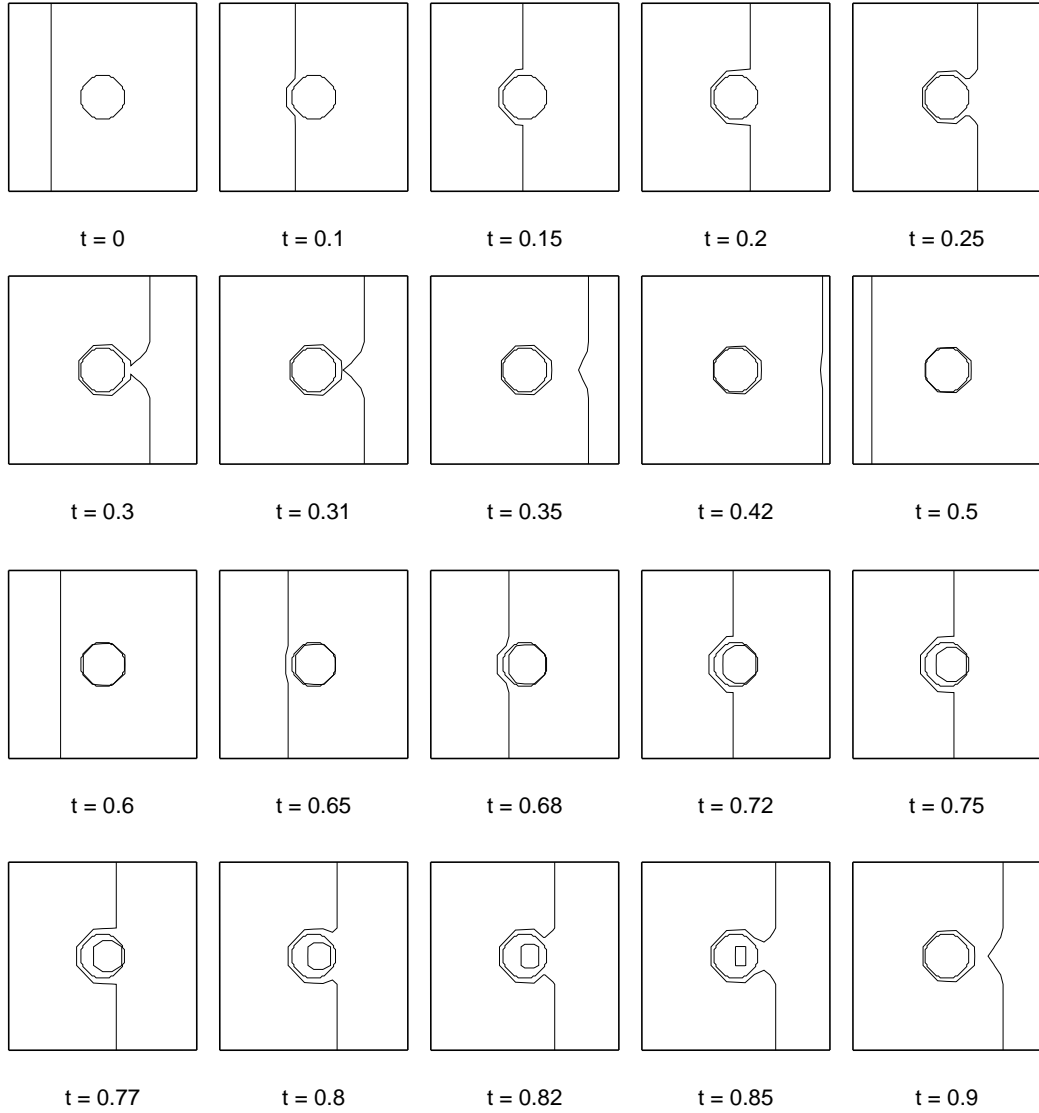 t = 0 t = 0.1 t = 0.15 t = 0.2 t = 0.25
t = 0.3 t = 0.31 t = 0.35 t = 0.42 t = 0.5
t = 0.6 t = 0.65 t = 0.68 t = 0.72 t = 0.75
t = 0.77 t = 0.8 t = 0.82 t = 0.85 t = 0.9